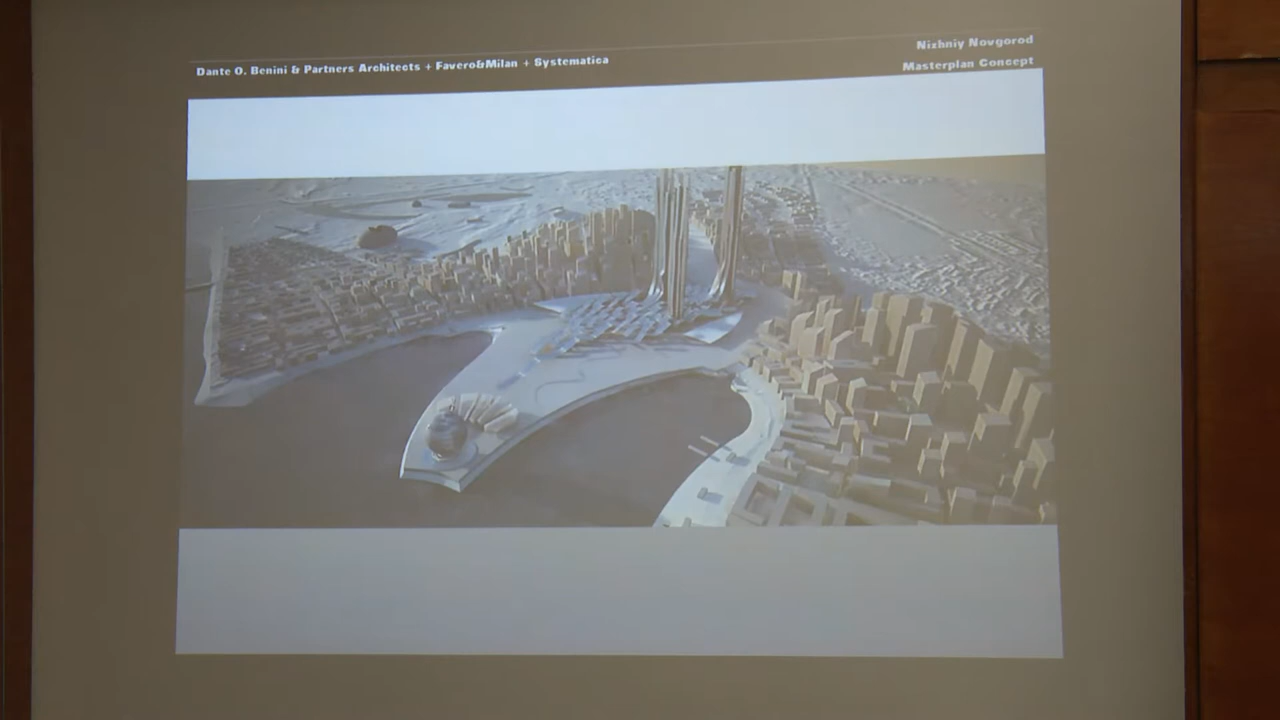 Dante O. Benini & Partners Architects + Favero&Milan + Systematica
Nizhniy Novgorod
Masterplan Concept